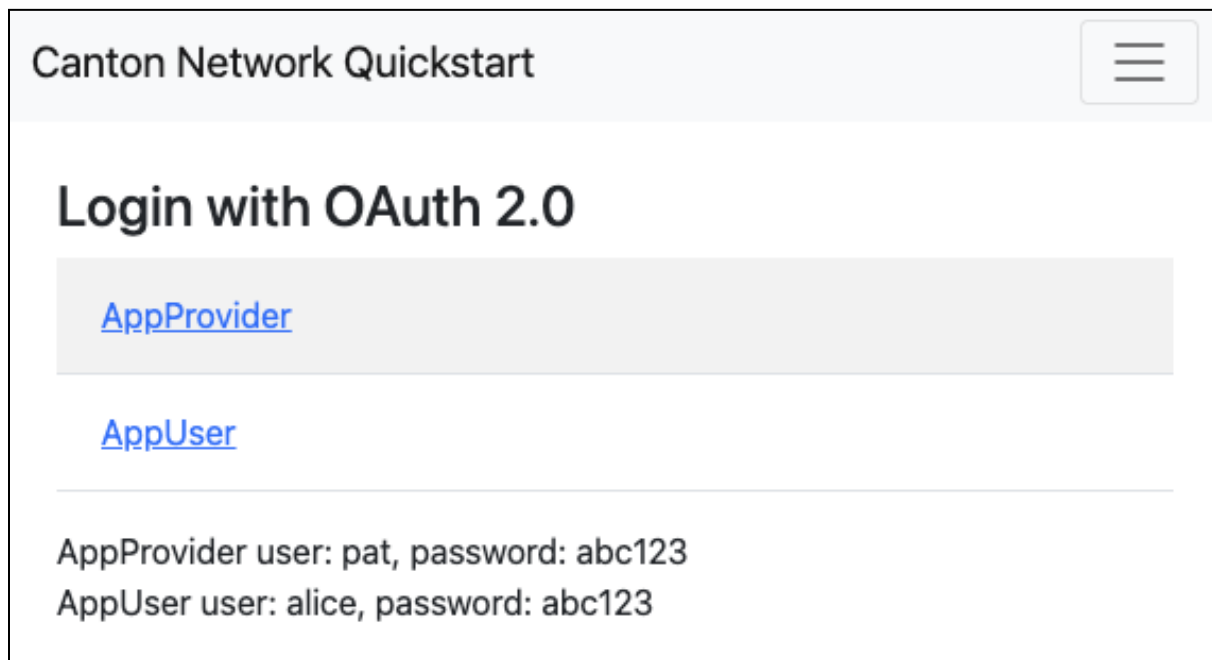 Canton Network Quickstart
Login with OAuth 2.0
AppProvider
AppUser
AppProvider user: pat, password: abc123
AppUser user: alice, password: abc123